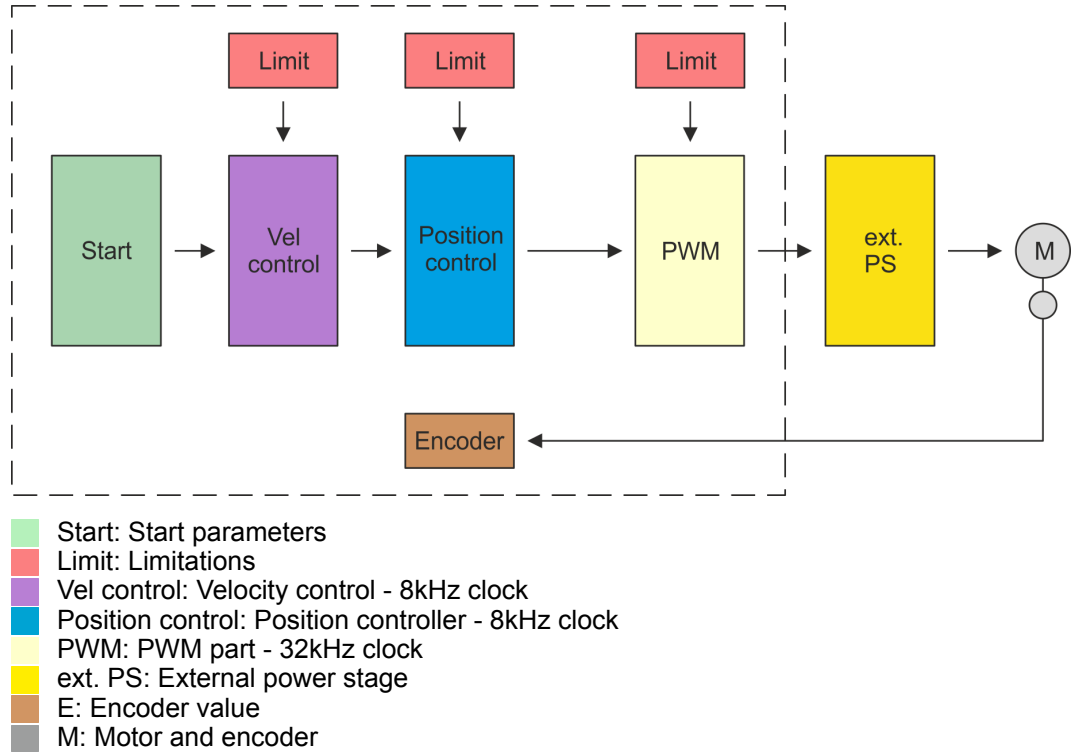 Limit
Limit
Limit
Start
Vel
control
Position
control
PWM
ext.
PS
M
Encoder
Start: Start parameters
Limit: Limitations
Vel control: Velocity control - 8kHz clock
Position control: Position controller - 8kHz clock
PWM: PWM part - 32kHz clock
ext. PS: External power stage
E: Encoder value
M: Motor and encoder